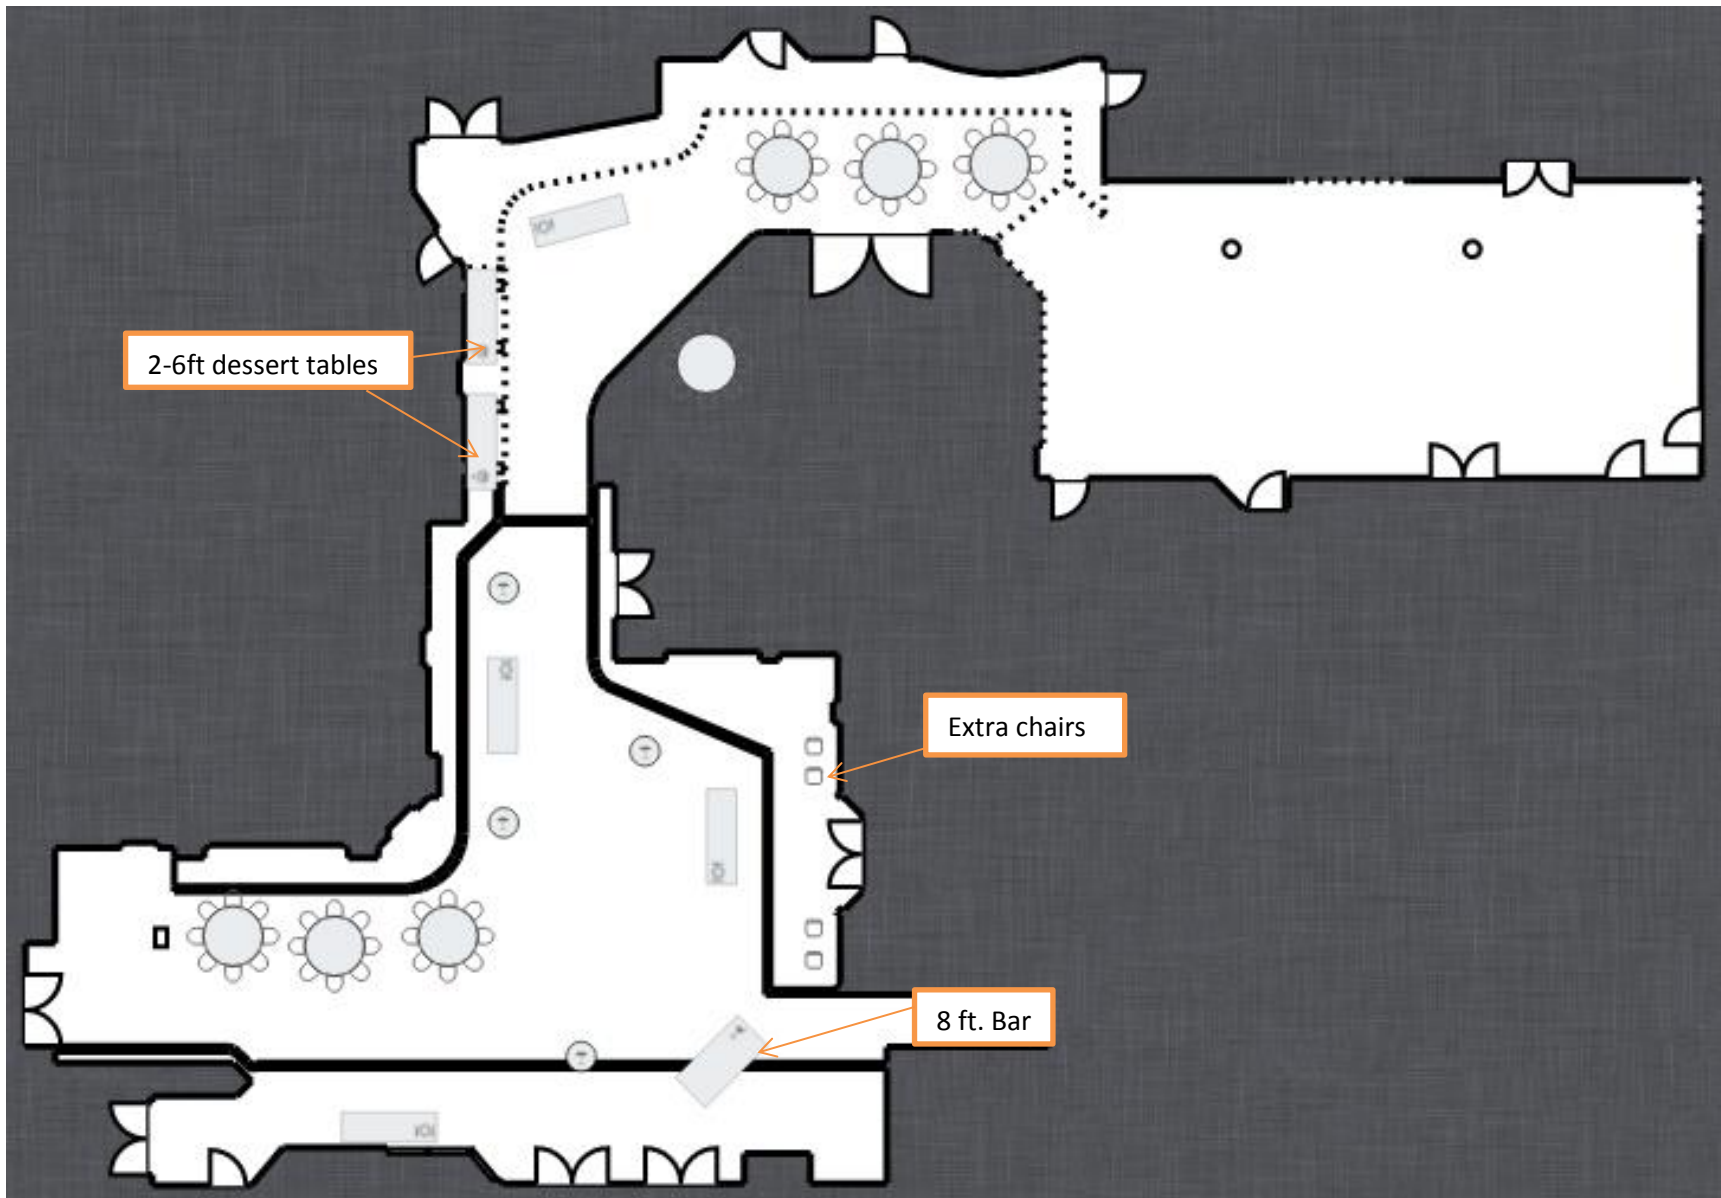 2-6ft dessert tables
Extra chairs
8 ft. Bar